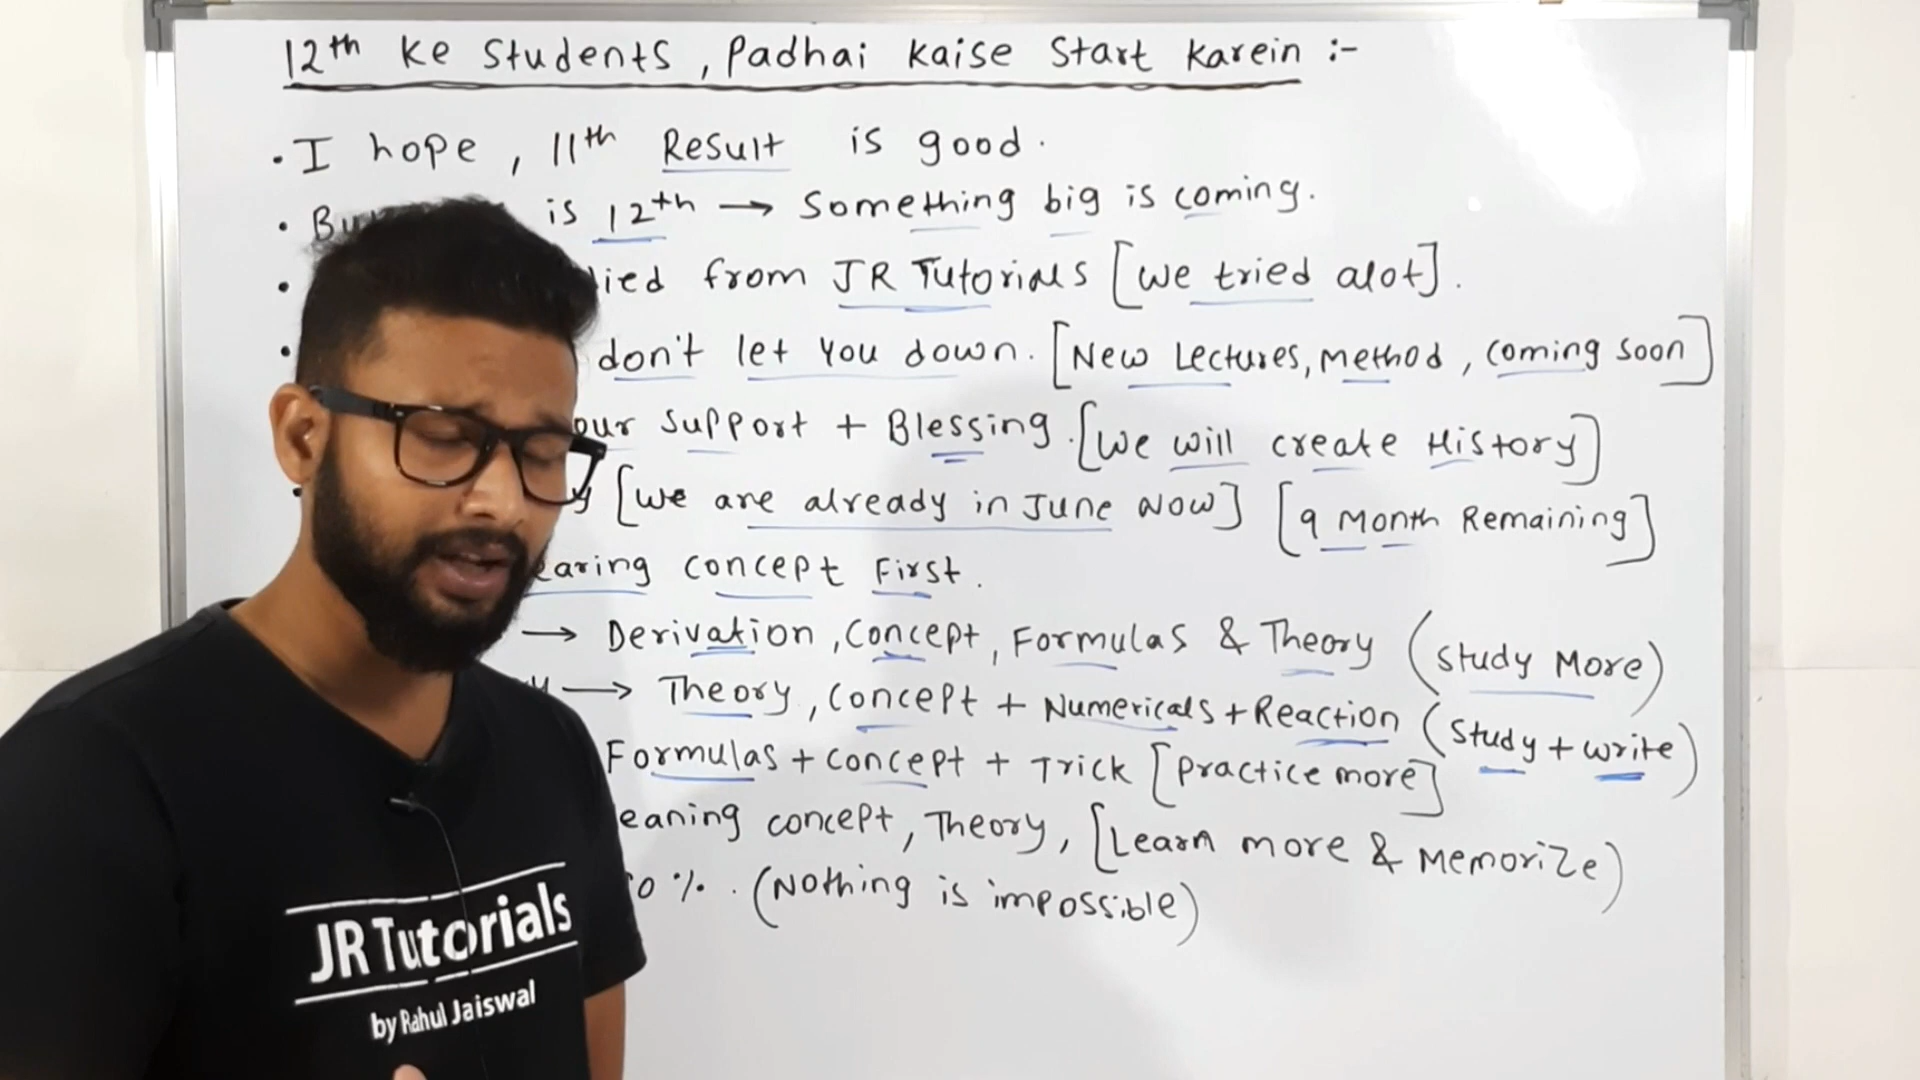 12th Ke Students, Padhai Kaise Start Karein :-
• I hope, 11th Result is good.
• is 12th → Something big is coming.
• from JR Tutorials [we tried alot].
• don't let You down. [New Lectures, Method, coming soon]
Support + Blessing. [we will create History]
• [we are already in June Now] [9 Month Remaining]
concept First.
→ Derivation, Concept, Formulas & Theory (Study More)
→ Theory, Concept + Numericals + Reaction (Study + write)
Formulas + concept + Trick [Practice more]
concept, Theory, [Learn more & Memorize)
0 %. (Nothing is impossible)
JR Tutorials
by Rahul Jaiswal